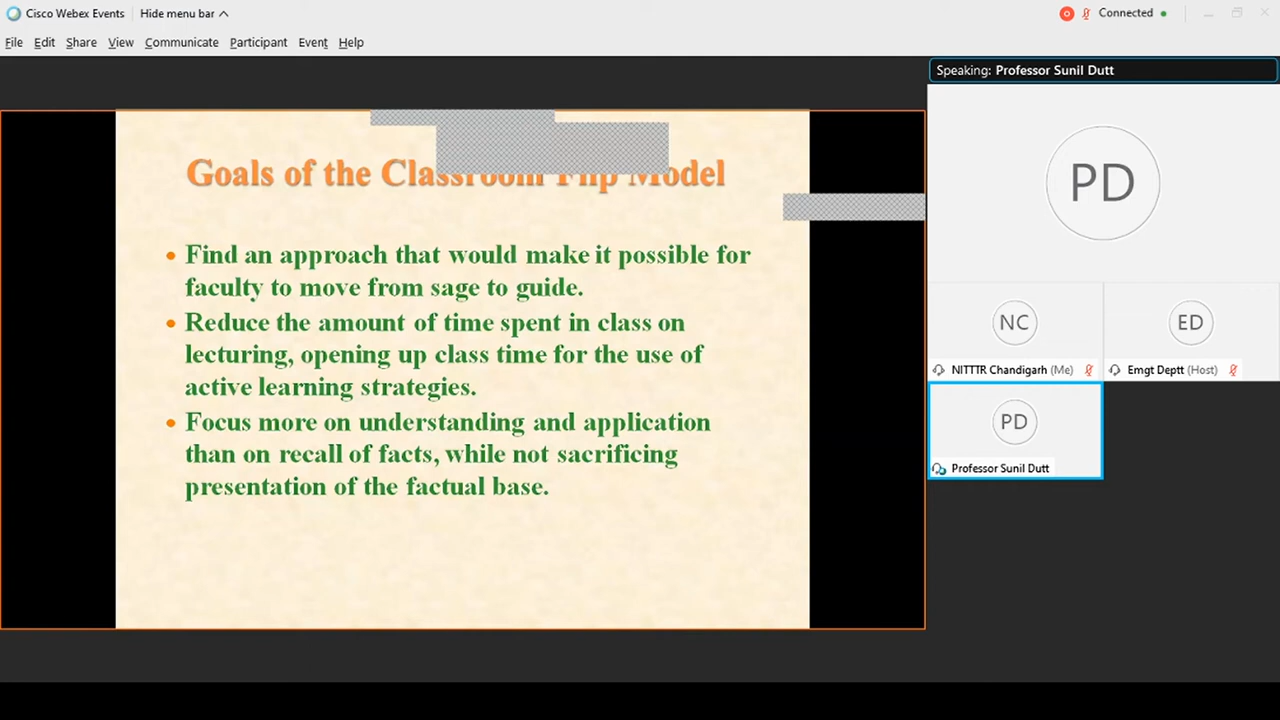 Cisco Webex Events Hide menu bar Connected
File Edit Share View Communicate Participant Event Help
Speaking: Professor Sunil Dutt
PD
Goals of the Classroom Flip Model
Find an approach that would make it possible for
faculty to move from sage to guide.
Reduce the amount of time spent in class on
lecturing, opening up class time for the use of
active learning strategies.
Focus more on understanding and application
than on recall of facts, while not sacrificing
presentation of the factual base.
NC
NITTTR Chandigarh (Me)
ED
Emgt Deptt (Host)
PD
Professor Sunil Dutt